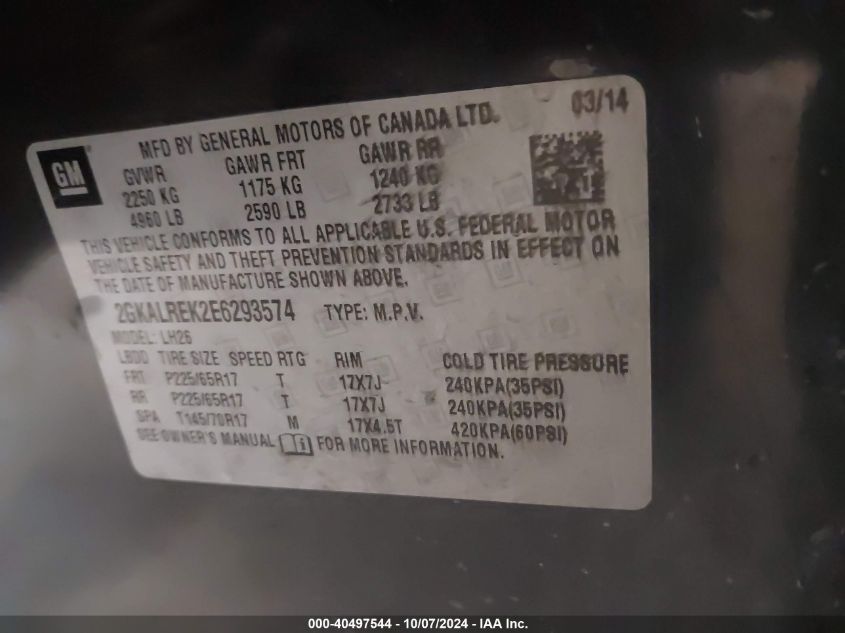 GM
MFD BY GENERAL MOTORS OF CANADA LTD. 03/14
GVWR GAWR FRT GAWR RR
2250 KG 1175 KG 1240 KG
4960 LB 2590 LB 2733 LB
THIS VEHICLE CONFORMS TO ALL APPLICABLE U.S. FEDERAL MOTOR
VEHICLE SAFETY AND THEFT PREVENTION STANDARDS IN EFFECT ON
THE DATE OF MANUFACTURE SHOWN ABOVE.
2GKALREK2E6293574 TYPE: M.P.V.
MODEL: LH26
LBDD TIRE SIZE SPEED RTG RIM COLD TIRE PRESSURE
FRT P225/65R17 T 17X7J 240KPA(35PSI)
RR P225/65R17 T 17X7J 240KPA(35PSI)
SPA T145/70R17 M 17X4.5T 420KPA(60PSI)
SEE OWNER'S MANUAL FOR MORE INFORMATION.
000-40497544 - 10/07/2024 - IAA Inc.